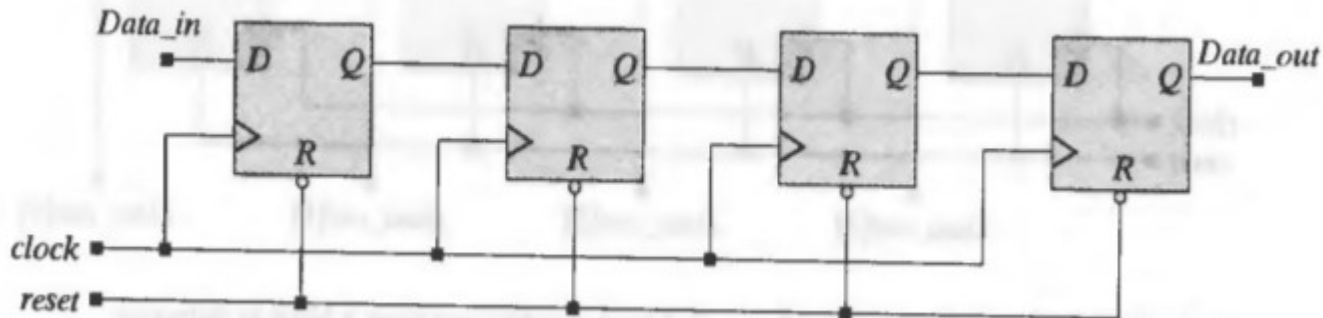 Data_in
D Q D Q D Q D Q Data_out
R R R R
clock
reset